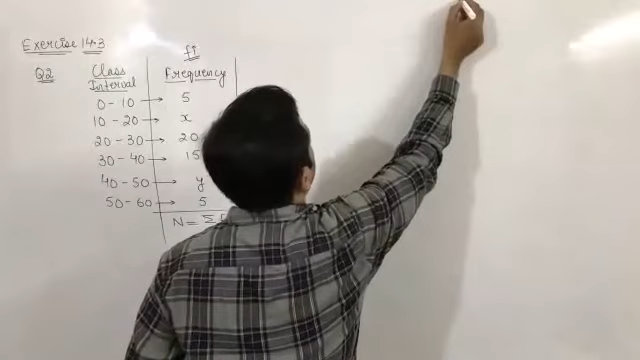 Exercise 14.3
Q2
Class Interval
fi
Frequency
0-10 → 5
10-20 → x
20-30 → 20
30-40 → 15
40-50 → y
50-60 → 5
N = Σ